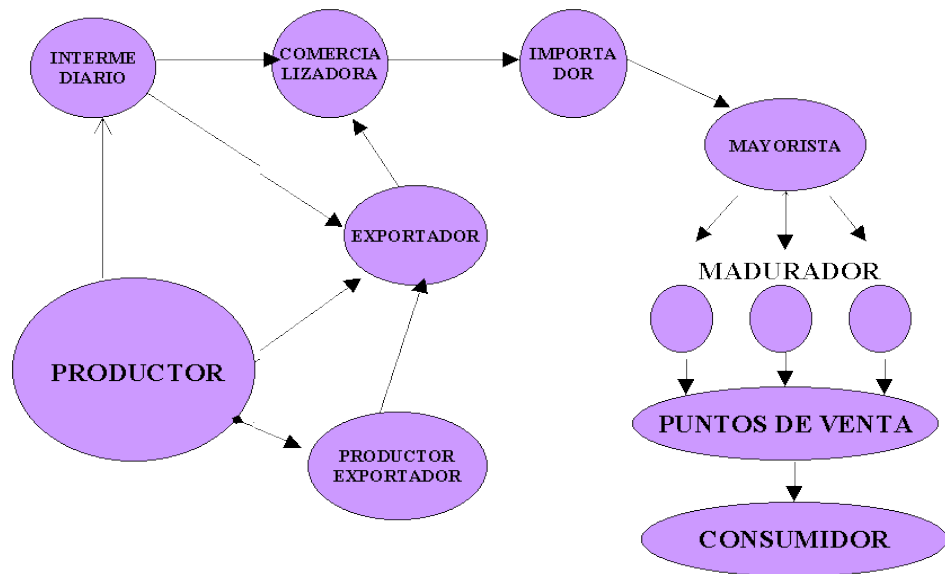 INTERME
DIARIO
COMERCIA
LIZADORA
IMPORTA
DOR
MAYORISTA
EXPORTADOR
MADURADOR
PRODUCTOR
PUNTOS DE VENTA
PRODUCTOR
EXPORTADOR
CONSUMIDOR